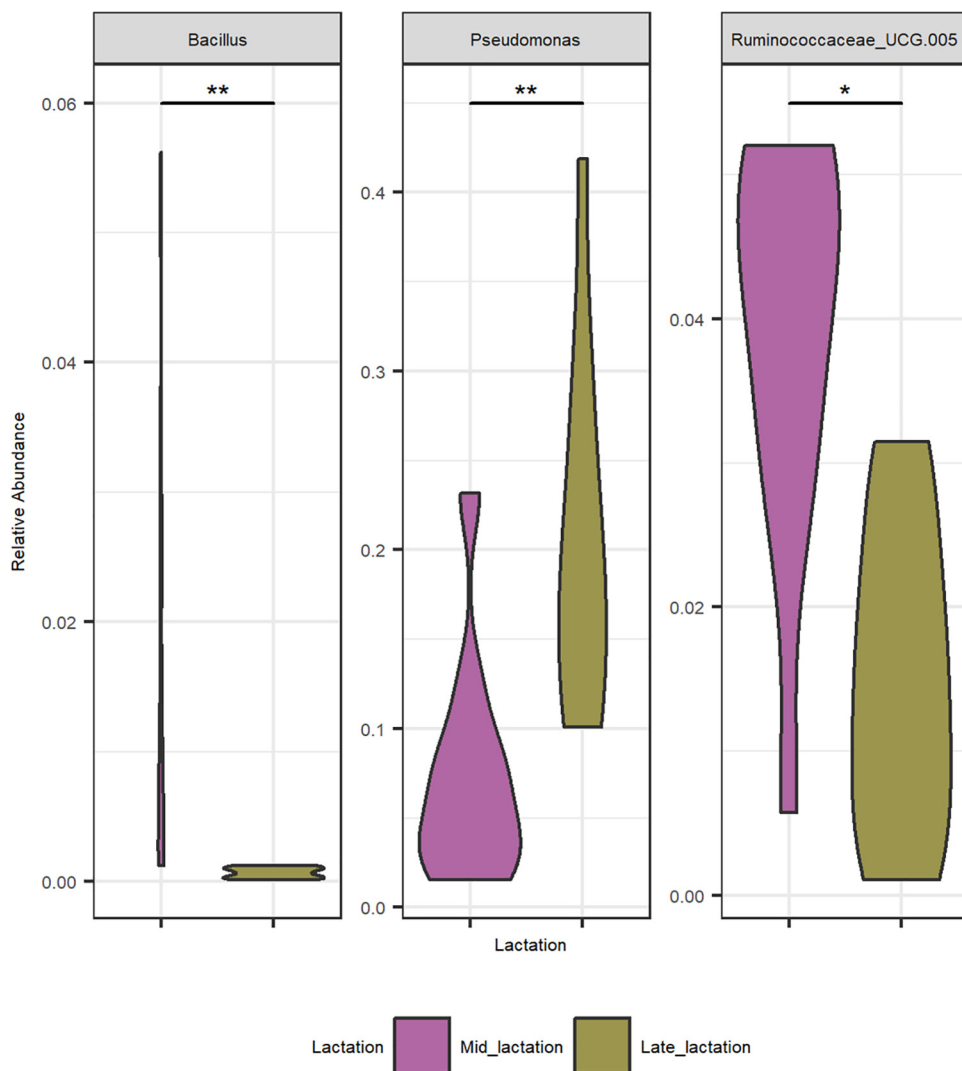 Bacillus
Pseudomonas
Ruminococcaceae_UCG.005
** ** *
0.06
0.04
0.02
0.00
0.4
0.3
0.2
0.1
0.0
0.04
0.02
0.00
Relative Abundance
Lactation
Lactation Mid_lactation Late_lactation